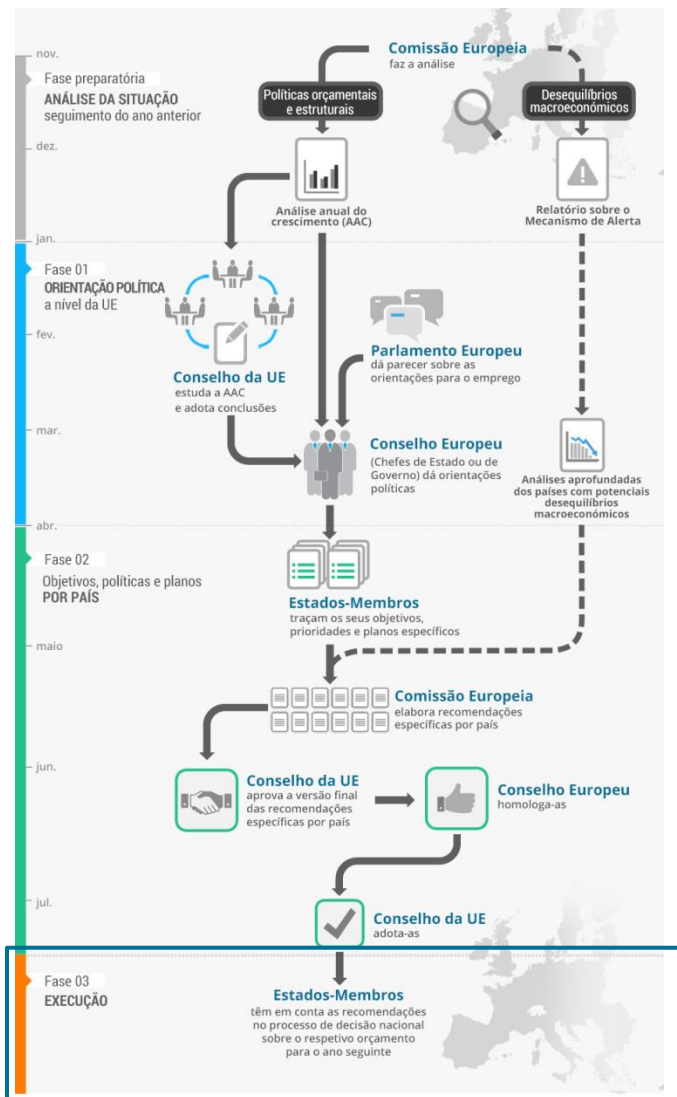 nov.
Comissão Europeia
faz a análise
Fase preparatória
ANÁLISE DA SITUAÇÃO
seguimento do ano anterior
Políticas orçamentais
e estruturais
Desequilíbrios
macroeconómicos
dez.
Análise anual do
crescimento (AAC)
Relatório sobre o
Mecanismo de Alerta
jan.
Fase 01
ORIENTAÇÃO POLÍTICA
a nível da UE
fev.
Parlamento Europeu
dá parecer sobre as
orientações para o emprego
Conselho da UE
estuda a AAC
e adota conclusões
mar.
Conselho Europeu
(Chefes de Estado ou de
Governo) dá orientações
políticas
Análises aprofundadas
dos países com potenciais
desequilíbrios
macroeconómicos
abr.
Fase 02
Objetivos, políticas e planos
POR PAÍS
Estados-Membros
traçam os seus objetivos,
prioridades e planos específicos
maio
Comissão Europeia
elabora recomendações
específicas por país
jun.
Conselho da UE
aprova a versão final
das recomendações
específicas por país
Conselho Europeu
homologa-as
jul.
Conselho da UE
adota-as
Fase 03
EXECUÇÃO
Estados-Membros
têm em conta as recomendações
no processo de decisão nacional
sobre o respetivo orçamento
para o ano seguinte